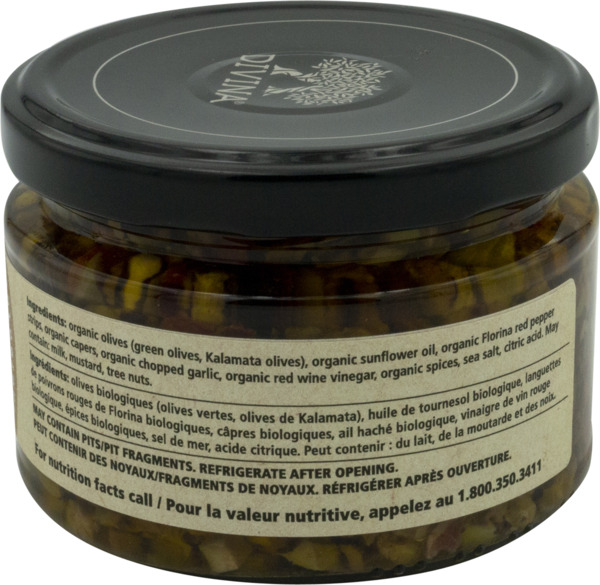 DIVINA
Ingredients: organic olives (green olives, Kalamata olives), organic sunflower oil, organic Florina red pepper
strips, organic capers, organic chopped garlic, organic red wine vinegar, organic spices, sea salt, citric acid. May
contain: milk, mustard, tree nuts.
Ingrédients: olives biologiques (olives vertes, olives de Kalamata), huile de tournesol biologique, languettes
de poivrons rouges de Florina biologiques, câpres biologiques, ail haché biologique, vinaigre de vin rouge
biologique, épices biologiques, sel de mer, acide citrique. Peut contenir : du lait, de la moutarde et des noix.
MAY CONTAIN PITS/PIT FRAGMENTS. REFRIGERATE AFTER OPENING.
PEUT CONTENIR DES NOYAUX/FRAGMENTS DE NOYAUX. RÉFRIGÉRER APRÈS OUVERTURE.
For nutrition facts call / Pour la valeur nutritive, appelez au 1.800.350.3411